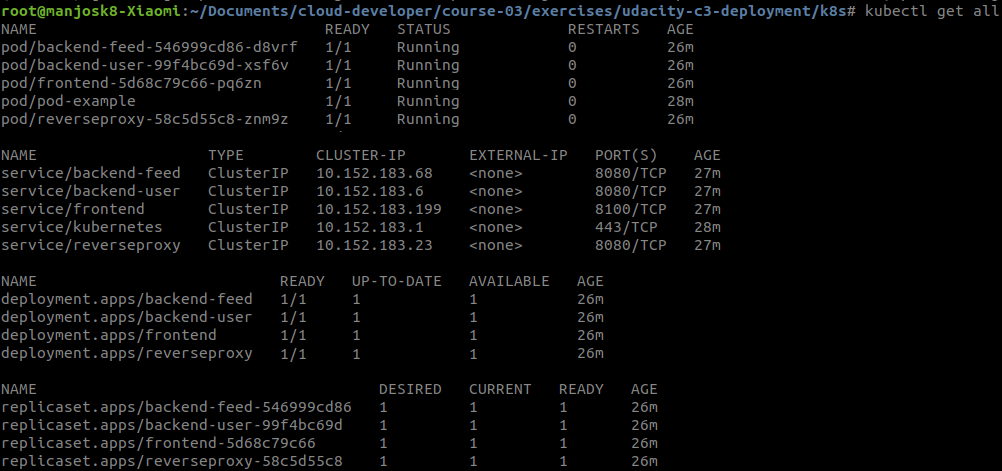 root@manjosk8-Xiaomi:~/Documents/cloud-developer/course-03/exercises/udacity-c3-deployment/k8s# kubectl get all
NAME READY STATUS RESTARTS AGE
pod/backend-feed-546999cd86-d8vrf 1/1 Running 0 26m
pod/backend-user-99f4bc69d-xsf6v 1/1 Running 0 26m
pod/frontend-5d68c79c66-pq6zn 1/1 Running 0 26m
pod/pod-example 1/1 Running 0 28m
pod/reverseproxy-58c5d55c8-znm9z 1/1 Running 0 26m
NAME TYPE CLUSTER-IP EXTERNAL-IP PORT(S) AGE
service/backend-feed ClusterIP 10.152.183.68 <none> 8080/TCP 27m
service/backend-user ClusterIP 10.152.183.6 <none> 8080/TCP 27m
service/frontend ClusterIP 10.152.183.199 <none> 8100/TCP 27m
service/kubernetes ClusterIP 10.152.183.1 <none> 443/TCP 28m
service/reverseproxy ClusterIP 10.152.183.23 <none> 8080/TCP 27m
NAME READY UP-TO-DATE AVAILABLE AGE
deployment.apps/backend-feed 1/1 1 1 26m
deployment.apps/backend-user 1/1 1 1 26m
deployment.apps/frontend 1/1 1 1 26m
deployment.apps/reverseproxy 1/1 1 1 26m
NAME DESIRED CURRENT READY AGE
replicaset.apps/backend-feed-546999cd86 1 1 1 26m
replicaset.apps/backend-user-99f4bc69d 1 1 1 26m
replicaset.apps/frontend-5d68c79c66 1 1 1 26m
replicaset.apps/reverseproxy-58c5d55c8 1 1 1 26m